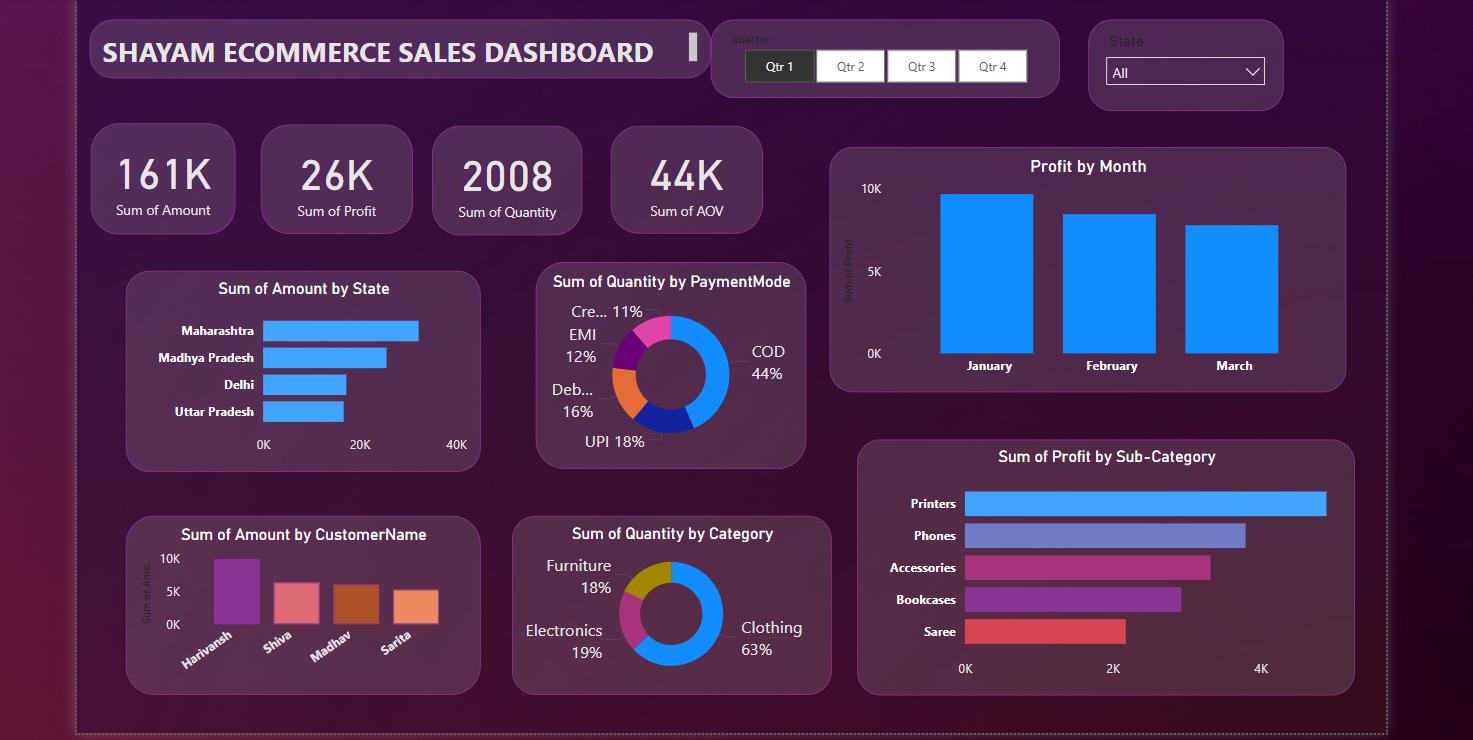 SHAYAM ECOMMERCE SALES DASHBOARD
Quarter
Qtr 1
Qtr 2
Qtr 3
Qtr 4
State
All
161K
Sum of Amount
26K
Sum of Profit
2008
Sum of Quantity
44K
Sum of AOV
Profit by Month
Sum of Profit
10K
5K
0K
January
February
March
Sum of Amount by State
Maharashtra
Madhya Pradesh
Delhi
Uttar Pradesh
0K
20K
40K
Sum of Quantity by PaymentMode
Cre... 11%
EMI
12%
Deb...
16%
UPI 18%
COD
44%
Sum of Profit by Sub-Category
Printers
Phones
Accessories
Bookcases
Saree
0K
2K
4K
Sum of Amount by CustomerName
Sum of Amo...
10K
5K
0K
Harivansh
Shiva
Madhav
Sarita
Sum of Quantity by Category
Furniture
18%
Electronics
19%
Clothing
63%